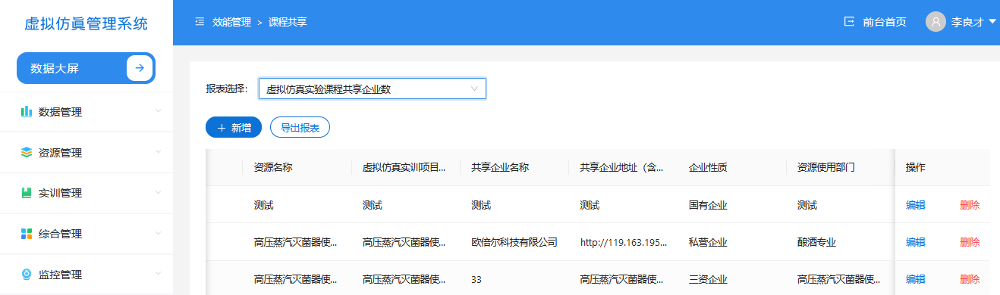 虚拟仿真管理系统
效能管理 > 课程共享
前台首页
李良才
数据大屏
报表选择:
虚拟仿真实验课程共享企业数
数据管理
资源管理
实训管理
综合管理
监控管理
+ 新增
导出报表
资源名称 虚拟仿真实训项目... 共享企业名称 共享企业地址（含... 企业性质 资源使用部门 操作
测试 测试 测试 测试 国有企业 测试 编辑 删除
高压蒸汽灭菌器使... 高压蒸汽灭菌器使... 欧倍尔科技有限公司 http://119.163.195... 私营企业 酿酒专业 编辑 删除
高压蒸汽灭菌器使... 高压蒸汽灭菌器使... 33 高压蒸汽灭菌器使... 三资企业 高压蒸汽灭菌器使... 编辑 删除